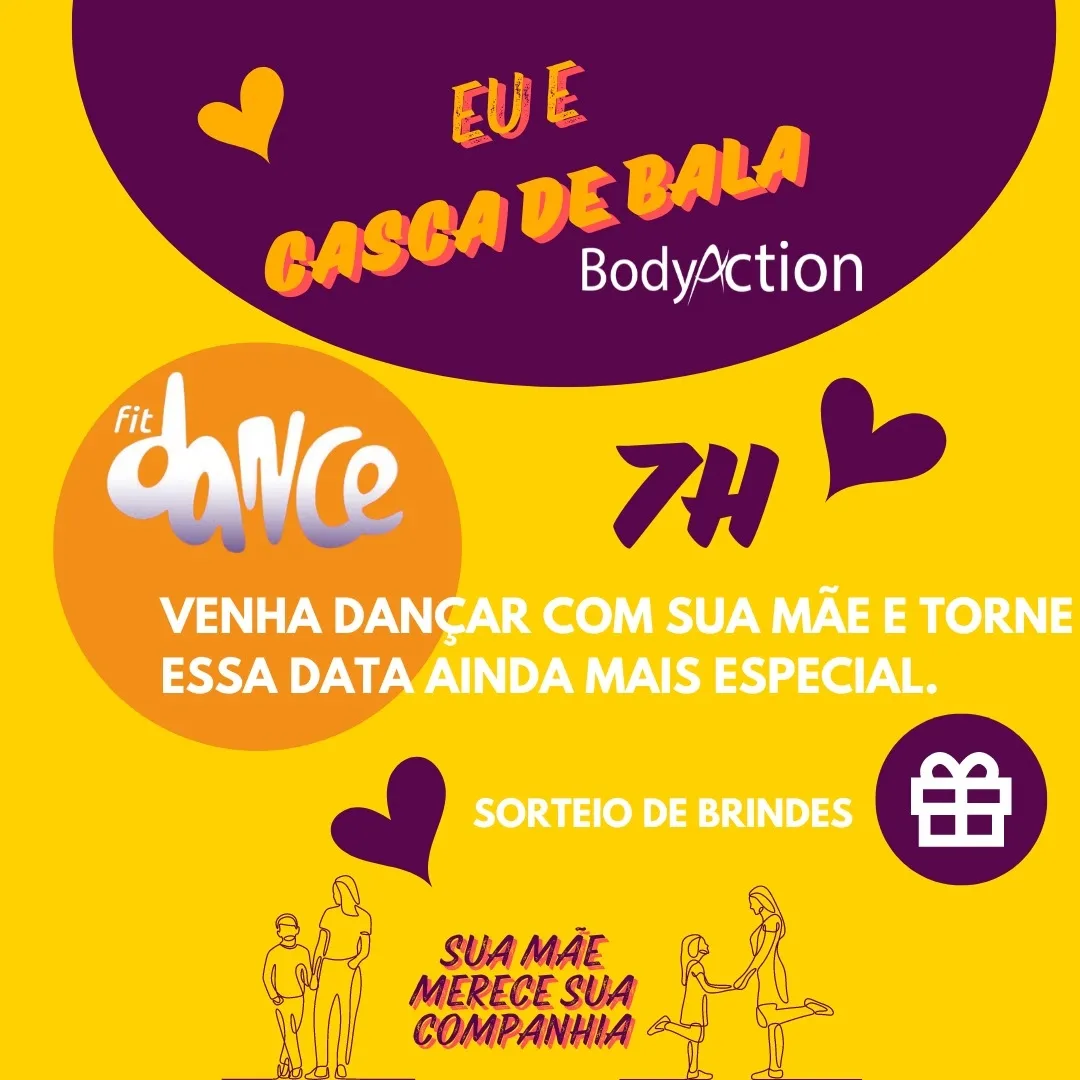 EU E
CASCA DE BALA
BodyAction
fit
dance
7H
VENHA DANÇAR COM SUA MÃE E TORNE
ESSA DATA AINDA MAIS ESPECIAL.
SORTEIO DE BRINDES
SUA MÃE
MERECE SUA
COMPANHIA